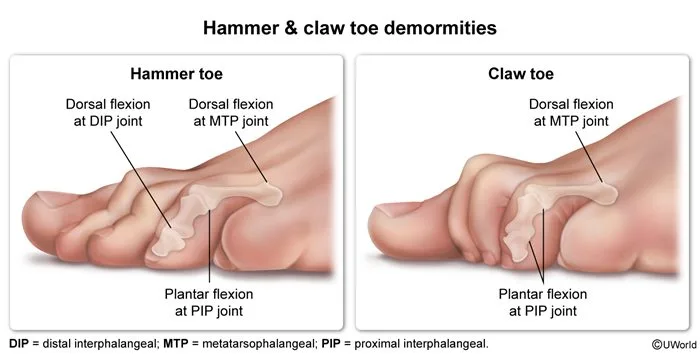 Hammer & claw toe demormities
Hammer toe
Dorsal flexion
at DIP joint
Dorsal flexion
at MTP joint
Plantar flexion
at PIP joint
Claw toe
Dorsal flexion
at MTP joint
Plantar flexion
at PIP joint
DIP = distal interphalangeal; MTP = metatarsophalangeal; PIP = proximal interphalangeal.
©UWorld